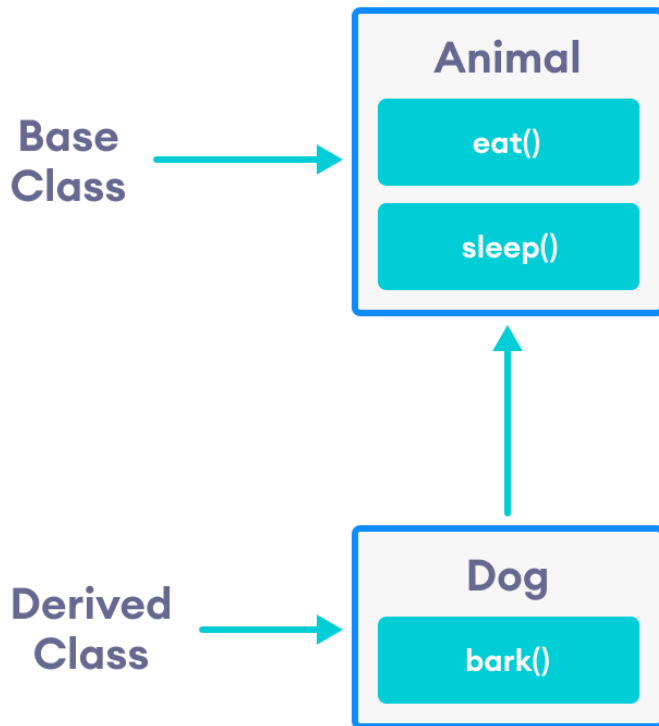 Animal
eat()
Base
Class
sleep()
Dog
Derived
Class
bark()